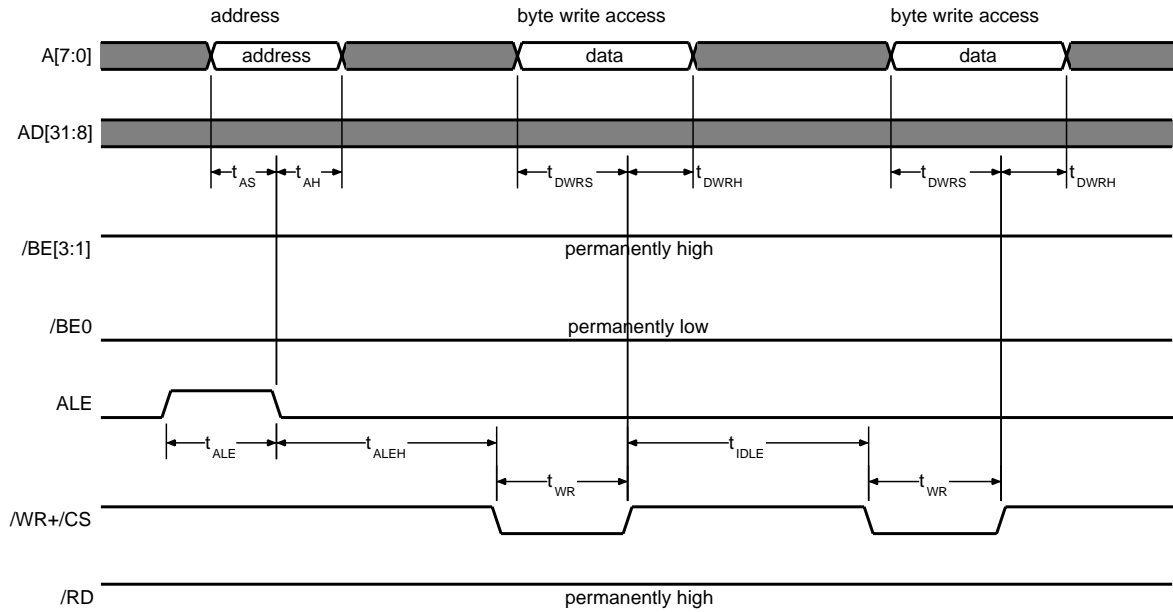 address byte write access byte write access
A[7:0] address data data
AD[31:8]
tAS tAH tDWRS tDWRH tDWRS tDWRH
/BE[3:1] permanently high
/BE0 permanently low
ALE
tALE tALEH tIDLE
tWR tWR
/WR+/CS
/RD permanently high